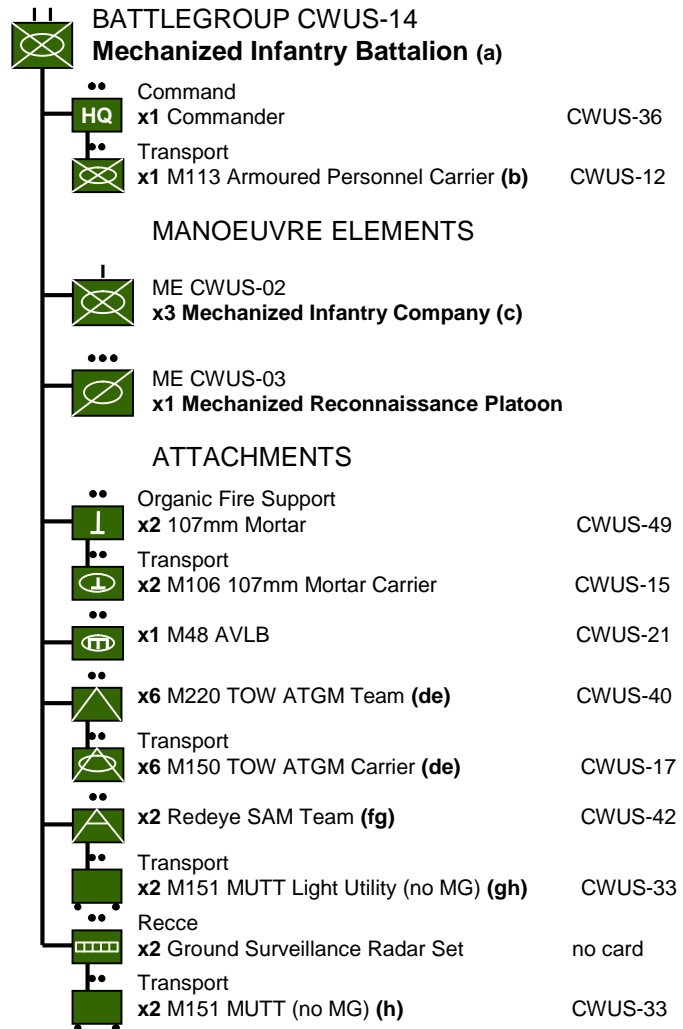 BATTLEGROUP CWUS-14
Mechanized Infantry Battalion (a)
Command
HQ x1 Commander CWUS-36
Transport
x1 M113 Armoured Personnel Carrier (b) CWUS-12
MANOEUVRE ELEMENTS
ME CWUS-02
x3 Mechanized Infantry Company (c)
ME CWUS-03
x1 Mechanized Reconnaissance Platoon
ATTACHMENTS
Organic Fire Support
x2 107mm Mortar CWUS-49
Transport
x2 M106 107mm Mortar Carrier CWUS-15
x1 M48 AVLB CWUS-21
x6 M220 TOW ATGM Team (de) CWUS-40
Transport
x6 M150 TOW ATGM Carrier (de) CWUS-17
x2 Redeye SAM Team (fg) CWUS-42
Transport
x2 M151 MUTT Light Utility (no MG) (gh) CWUS-33
Recce
x2 Ground Surveillance Radar Set no card
Transport
x2 M151 MUTT (no MG) (h) CWUS-33